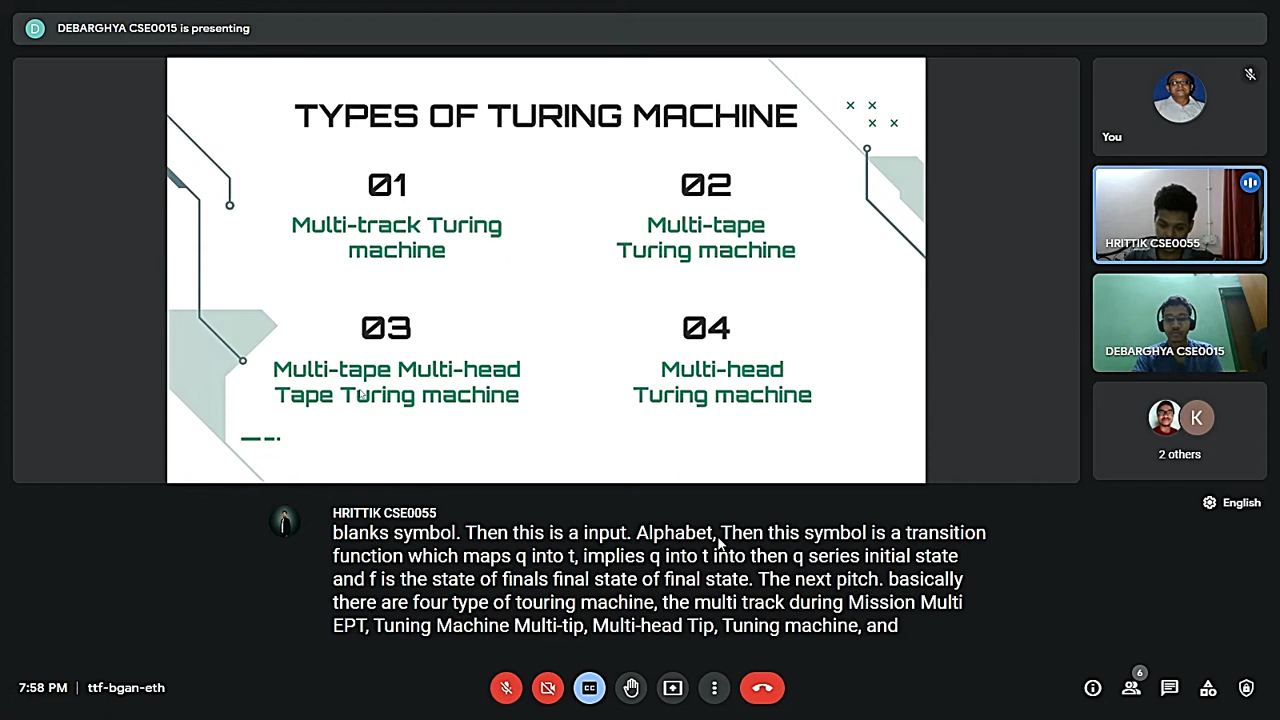 D DEBARGHYA CSE0015 is presenting
TYPES OF TURING MACHINE
01
Multi-track Turing
machine
02
Multi-tape
Turing machine
03
Multi-tape Multi-head
Tape Turing machine
04
Multi-head
Turing machine
You
HRITTIK CSE0055
DEBARGHYA CSE0015
K
2 others
English
HRITTIK CSE0055
blanks symbol. Then this is a input. Alphabet, Then this symbol is a transition
function which maps q into t, implies q into t into then q series initial state
and f is the state of finals final state of final state. The next pitch. basically
there are four type of touring machine, the multi track during Mission Multi
EPT, Tuning Machine Multi-tip, Multi-head Tip, Tuning machine, and
7:58 PM | ttf-bgan-eth
CC
6